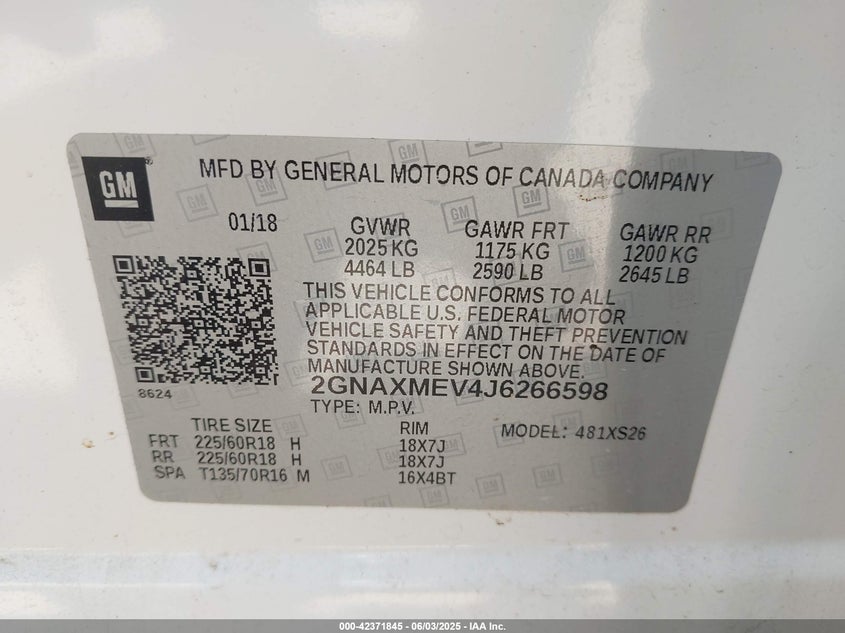 GM
MFD BY GENERAL MOTORS OF CANADA COMPANY
01/18 GVWR GAWR FRT GAWR RR
2025 KG 1175 KG 1200 KG
4464 LB 2590 LB 2645 LB
THIS VEHICLE CONFORMS TO ALL
APPLICABLE U.S. FEDERAL MOTOR
VEHICLE SAFETY AND THEFT PREVENTION
STANDARDS IN EFFECT ON THE DATE OF
MANUFACTURE SHOWN ABOVE.
8624
2GNAXMEV4J6266598
TYPE: M.P.V.
TIRE SIZE RIM MODEL: 481XS26
FRT 225/60R18 H 18X7J
RR 225/60R18 H 18X7J
SPA T135/70R16 M 16X4BT
000-42371845 - 06/03/2025 - IAA Inc.